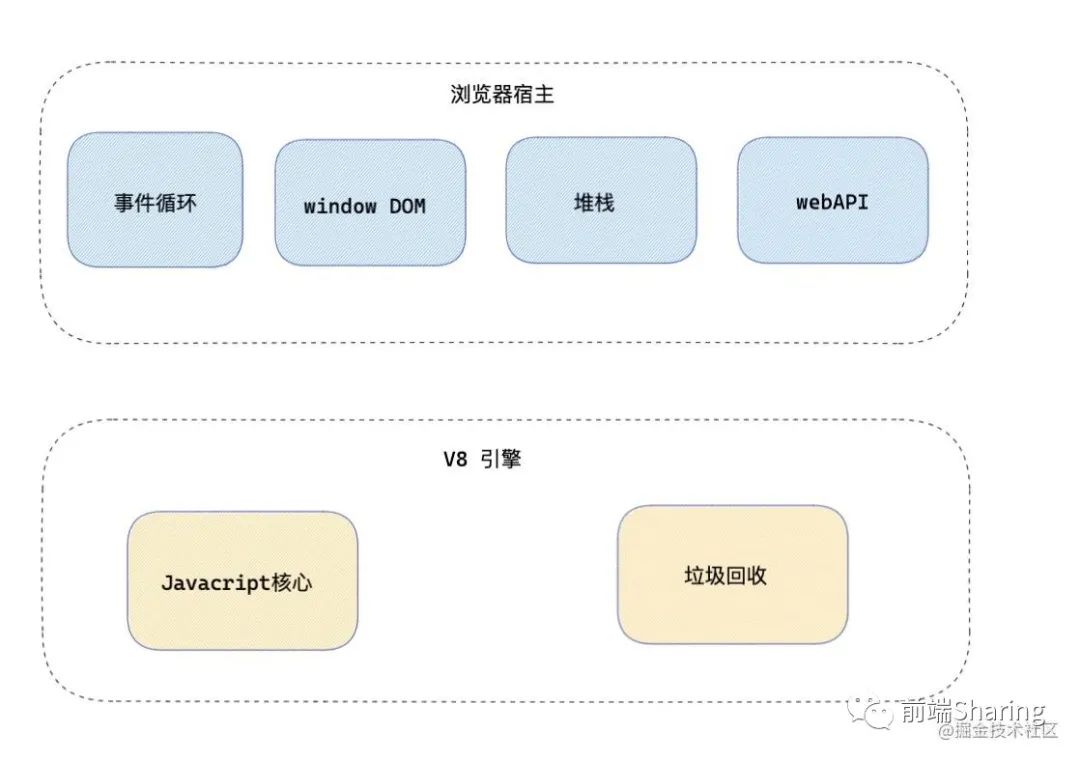 浏览器宿主
事件循环
window DOM
堆栈
webAPI
V8 引擎
Javacript核心
垃圾回收
前端Sharing
@掘金技术社区